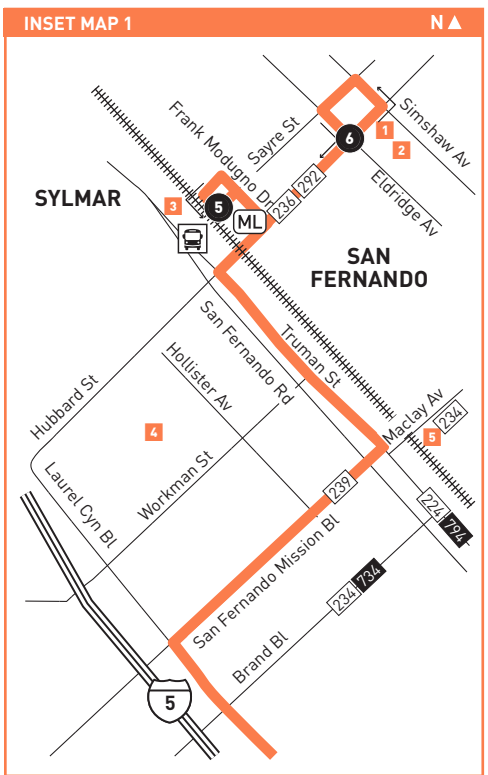 INSET MAP 1
N
Simshaw Av
Sayre St
Frank Modugno Dr
6
1
2
Eldridge Av
236
292
SYLMAR
3
5
ML
SAN
FERNANDO
San Fernando Rd
Truman St
Hollister Av
Hubbard St
Maclay Av
234
5
4
Workman St
Laurel Cyn Bl
239
224
794
San Fernando Mission Bl
234
734
Brand Bl
5